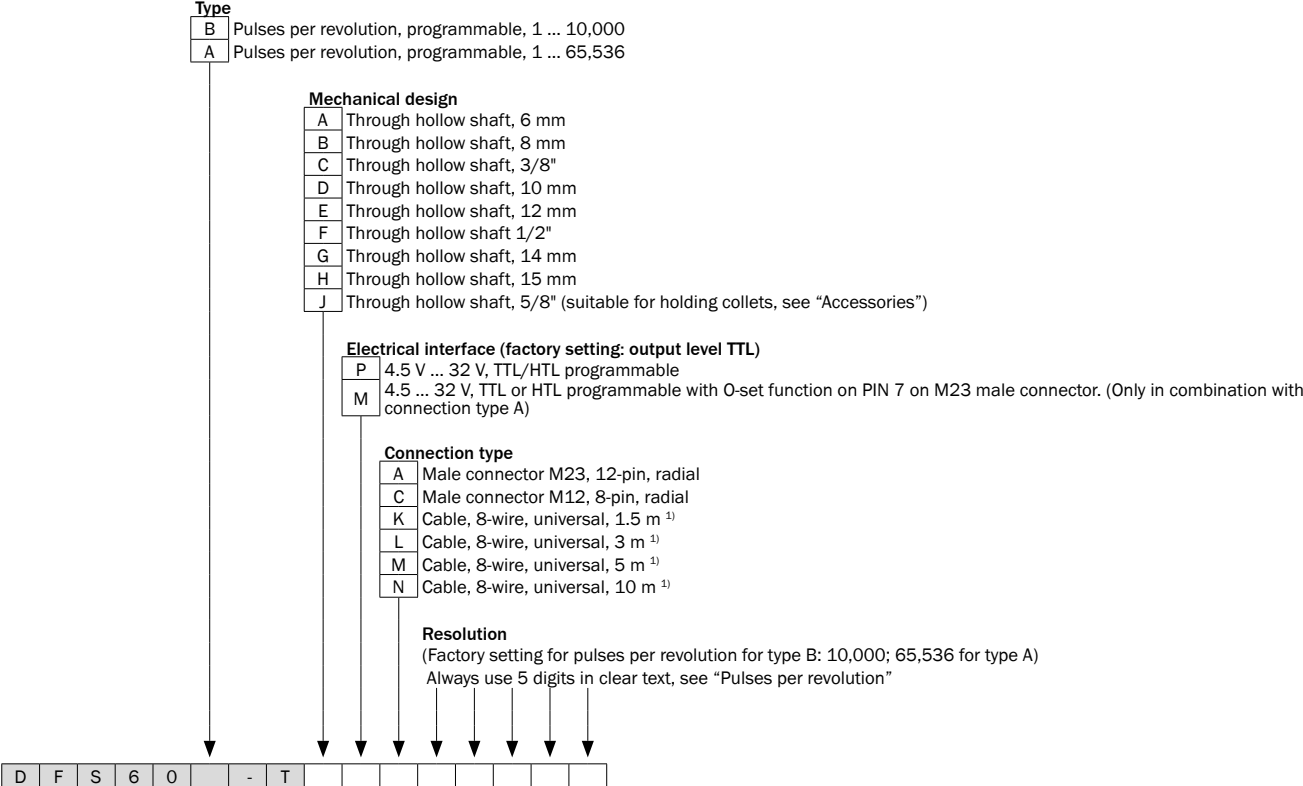 Type
B Pulses per revolution, programmable, 1 ... 10,000
A Pulses per revolution, programmable, 1 ... 65,536
Mechanical design
A Through hollow shaft, 6 mm
B Through hollow shaft, 8 mm
C Through hollow shaft, 3/8"
D Through hollow shaft, 10 mm
E Through hollow shaft, 12 mm
F Through hollow shaft 1/2"
G Through hollow shaft, 14 mm
H Through hollow shaft, 15 mm
J Through hollow shaft, 5/8" (suitable for holding collets, see “Accessories”)
Electrical interface (factory setting: output level TTL)
P 4.5 V ... 32 V, TTL/HTL programmable
M 4.5 ... 32 V, TTL or HTL programmable with 0-set function on PIN 7 on M23 male connector. (Only in combination with
connection type A)
Connection type
A Male connector M23, 12-pin, radial
C Male connector M12, 8-pin, radial
K Cable, 8-wire, universal, 1.5 m 1)
L Cable, 8-wire, universal, 3 m 1)
M Cable, 8-wire, universal, 5 m 1)
N Cable, 8-wire, universal, 10 m 1)
Resolution
(Factory setting for pulses per revolution for type B: 10,000; 65,536 for type A)
Always use 5 digits in clear text, see “Pulses per revolution”
D F S 6 0 - T